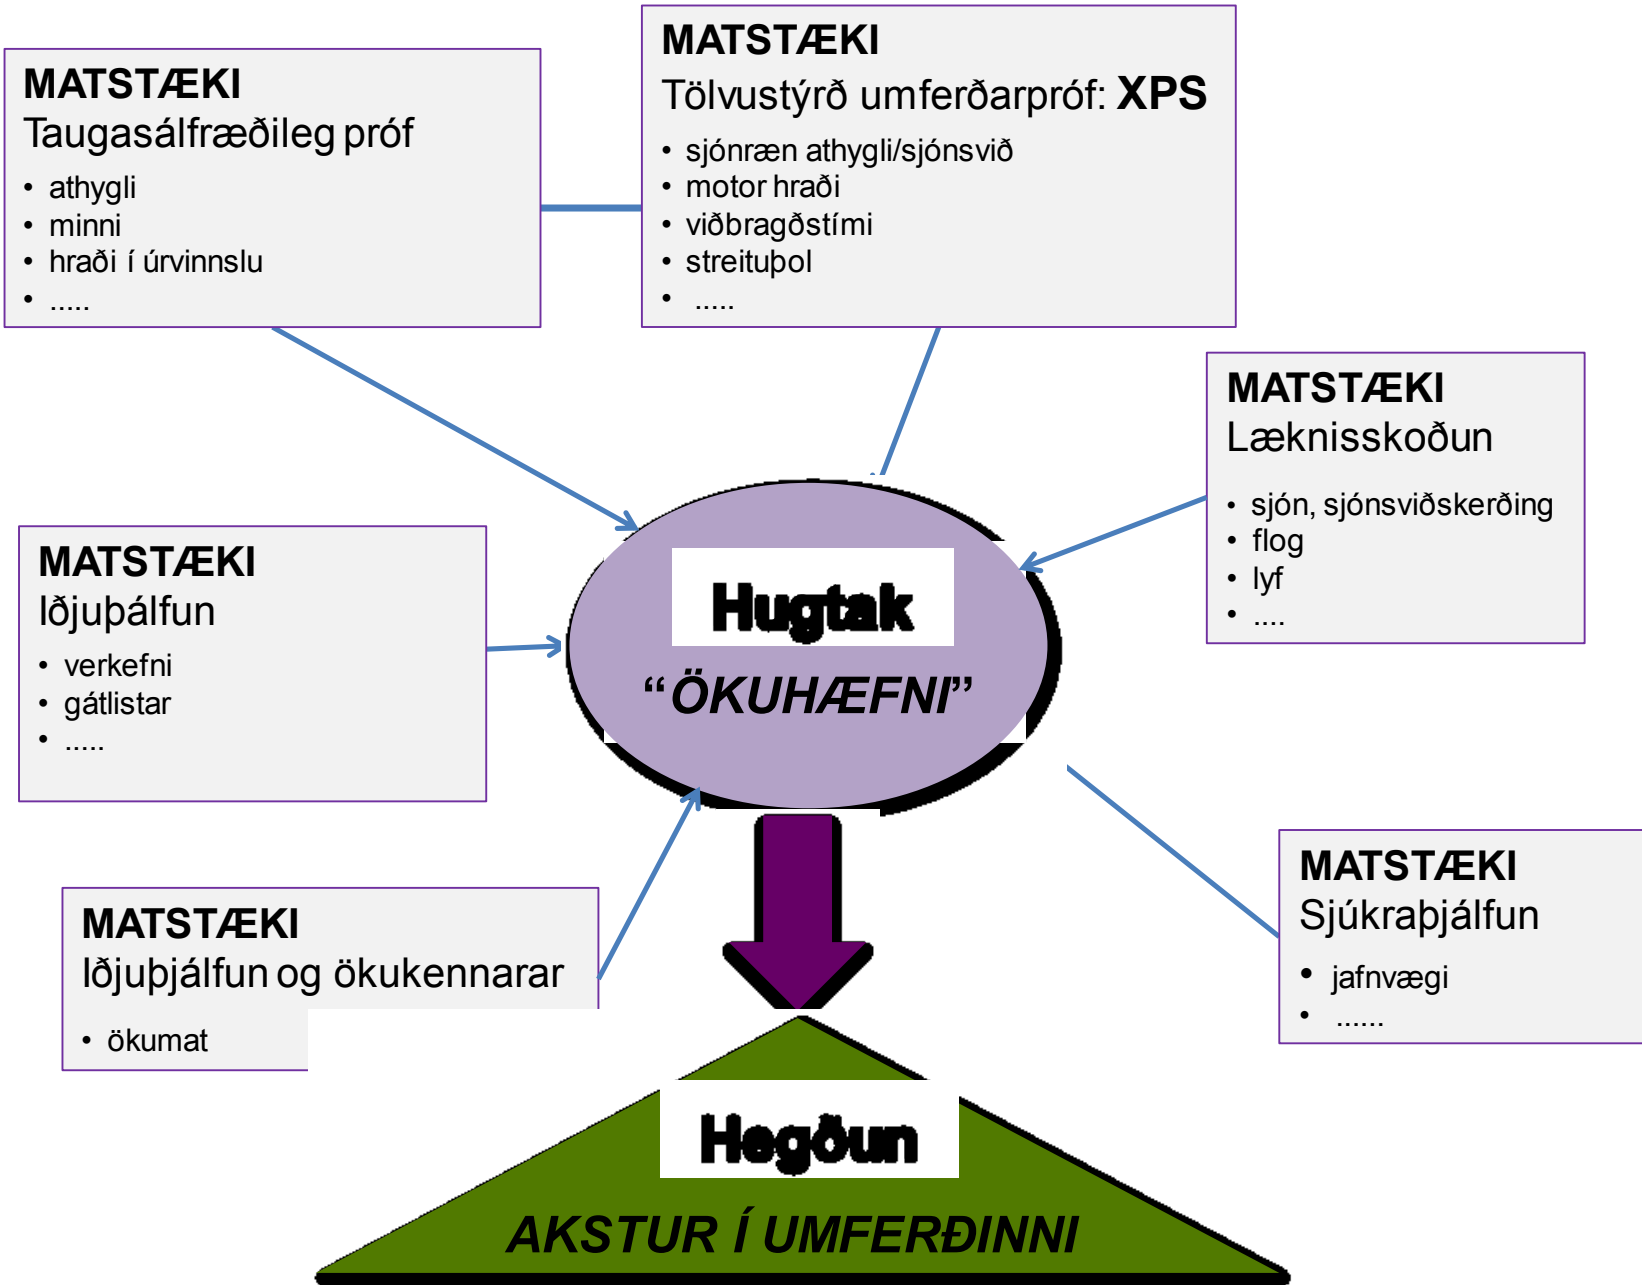 MATSTÆKI
Taugasálfræðileg próf
• athygli
• minni
• hraði í úrvinnslu
• .....
MATSTÆKI
Tölvustýrð umferðarpróf: XPS
• sjónræn athygli/sjónsvið
• motor hraði
• viðbragðstími
• streituþol
• .....
MATSTÆKI
Læknisskoðun
• sjón, sjónsviðskerðing
• flog
• lyf
• ....
MATSTÆKI
Iðjuþálfun
• verkefni
• gátlistar
• .....
Hugtak
“ÖKUHÆFNI”
MATSTÆKI
Sjúkraþjálfun
• jafnvægi
• ......
MATSTÆKI
Iðjuþjálfun og ökukennarar
• ökumat
Hegðun
AKSTUR Í UMFERÐINNI